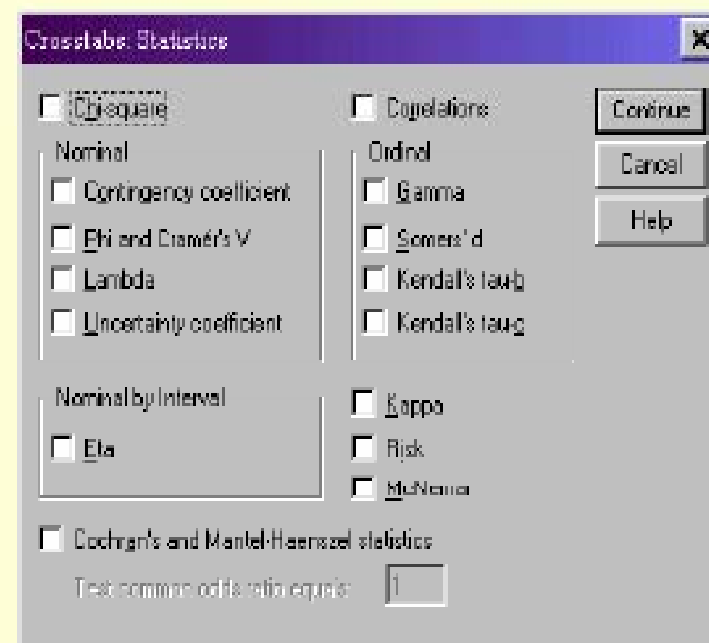 Crosstabs: Statistics
Chi-square
Correlations
Continue
Cancel
Help
Nominal
Contingency coefficient
Phi and Cramér's V
Lambda
Uncertainty coefficient
Ordinal
Gamma
Somers' d
Kendall's tau-b
Kendall's tau-c
Nominal by Interval
Eta
Kappa
Risk
McNemar
Cochran's and Mantel-Haenszel statistics
Test common odds ratio equals: 1